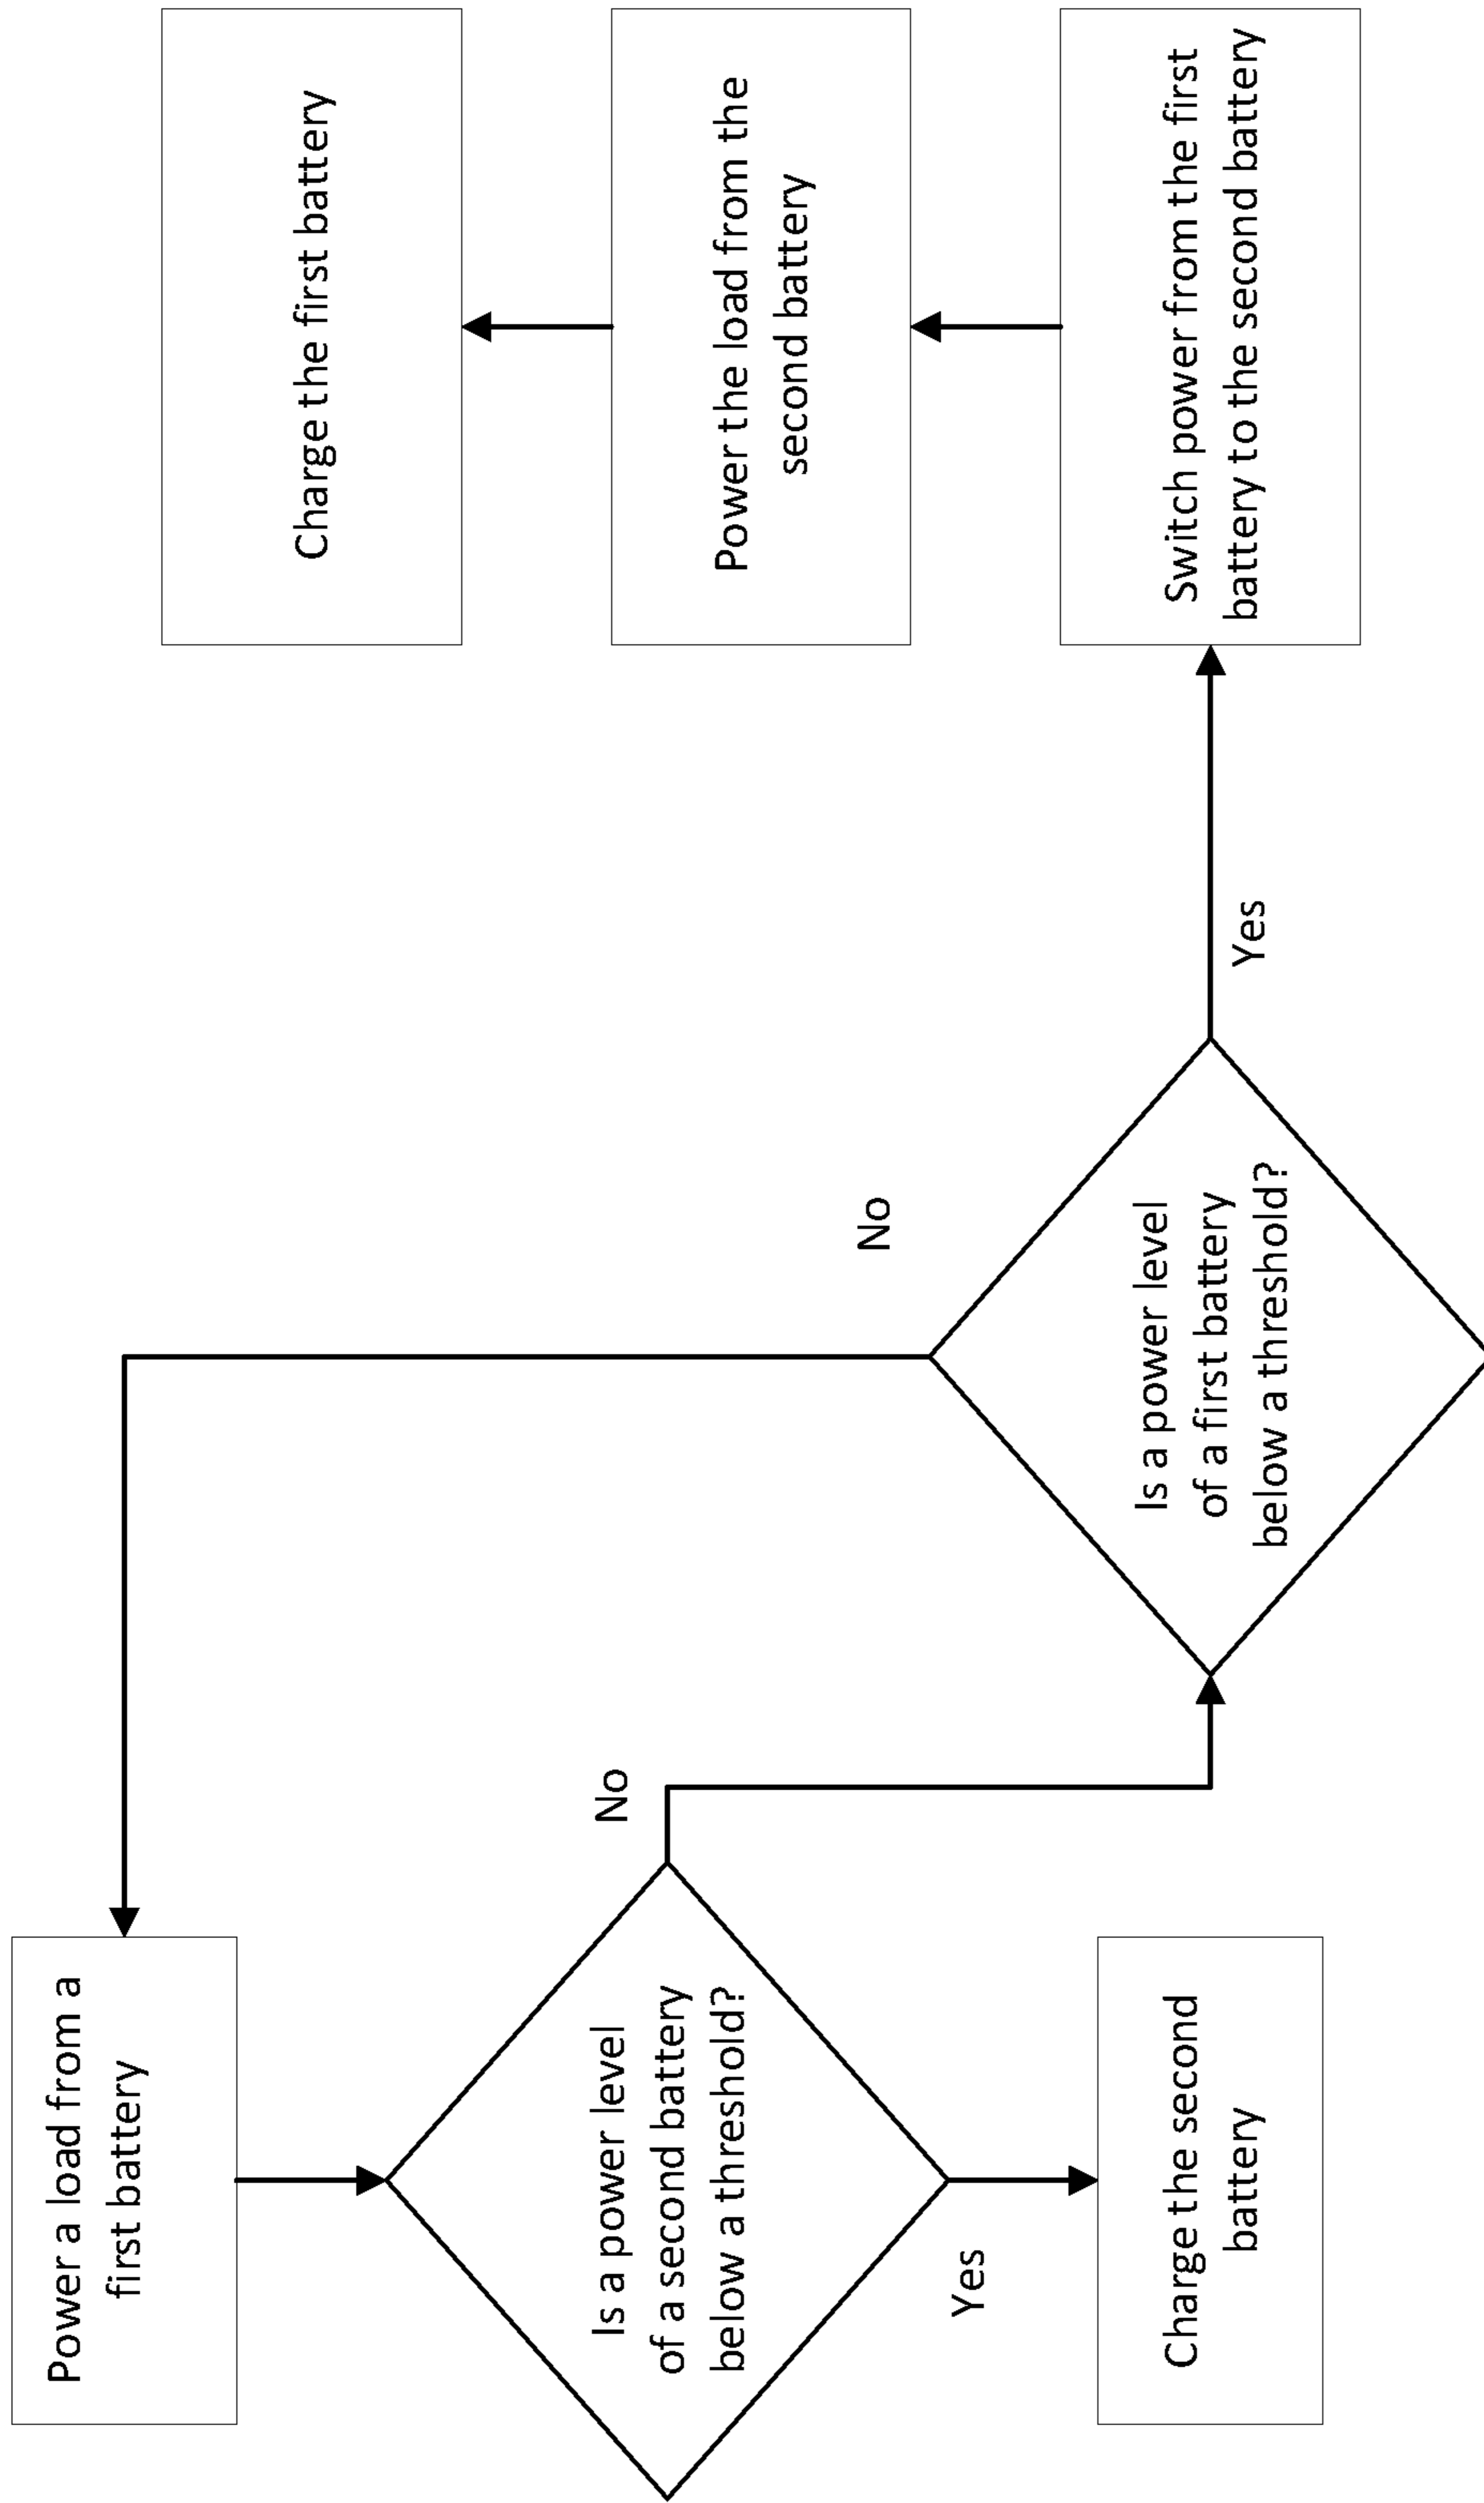 Power a load from a
first battery
Is a power level
of a second battery
below a threshold?
Yes
Charge the second
battery
No
Is a power level
of a first battery
below a threshold?
No
Yes
Switch power from the first
battery to the second battery
Power the load from the
second battery
Charge the first battery